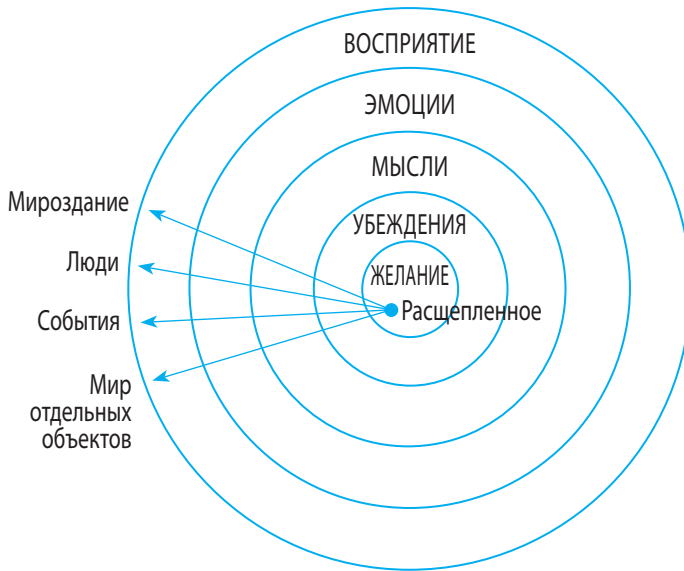 ВОСПРИЯТИЕ
ЭМОЦИИ
МЫСЛИ
УБЕЖДЕНИЯ
ЖЕЛАНИЕ
Расщепленное
Мироздание
Люди
События
Мир
отдельных
объектов